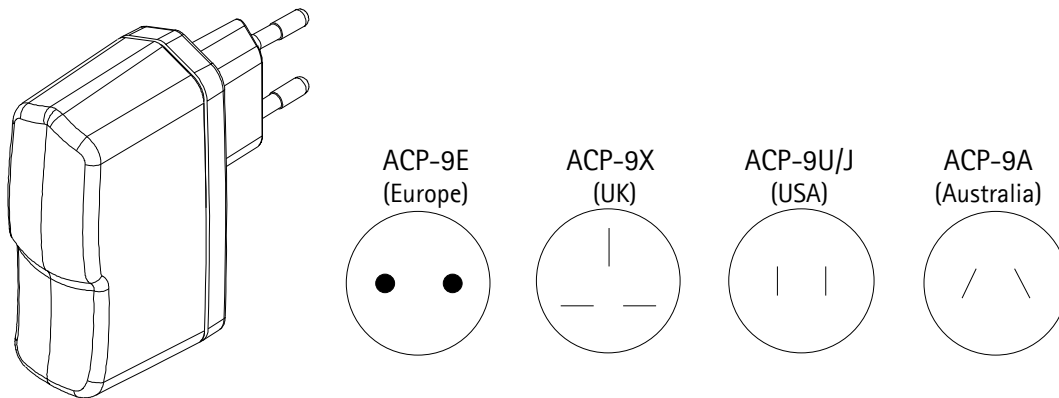 ACP-9E
(Europe)
ACP-9X
(UK)
ACP-9U/J
(USA)
ACP-9A
(Australia)